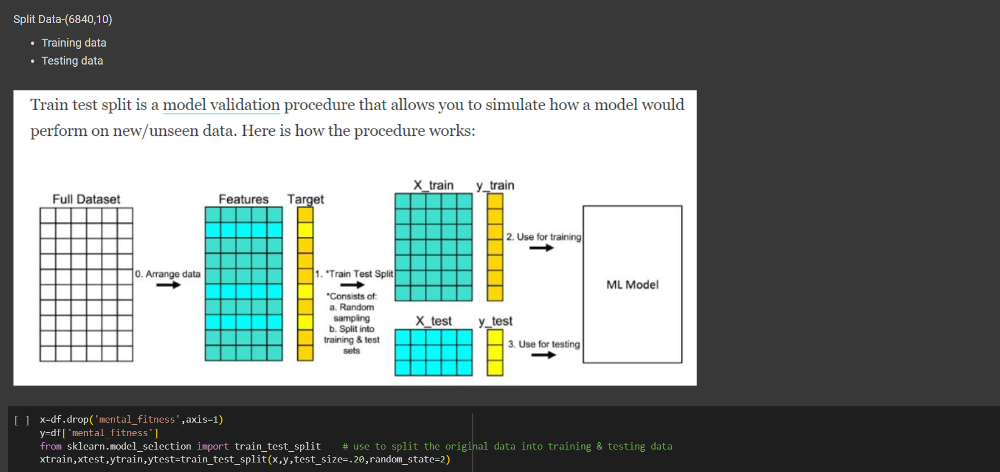 Split Data-(6840,10)
• Training data
• Testing data
Train test split is a model validation procedure that allows you to simulate how a model would
perform on new/unseen data. Here is how the procedure works:
Full Dataset
0. Arrange data
Features
Target
1. *Train Test Split
*Consists of:
a. Random
sampling
b. Split into
training & test
sets
X_train
y_train
2. Use for training
X_test
y_test
3. Use for testing
ML Model
[ ] x=df.drop('mental_fitness',axis=1)
y=df['mental_fitness']
from sklearn.model_selection import train_test_split    # use to split the original data into training & testing data
xtrain,xtest,ytrain,ytest=train_test_split(x,y,test_size=.20,random_state=2)